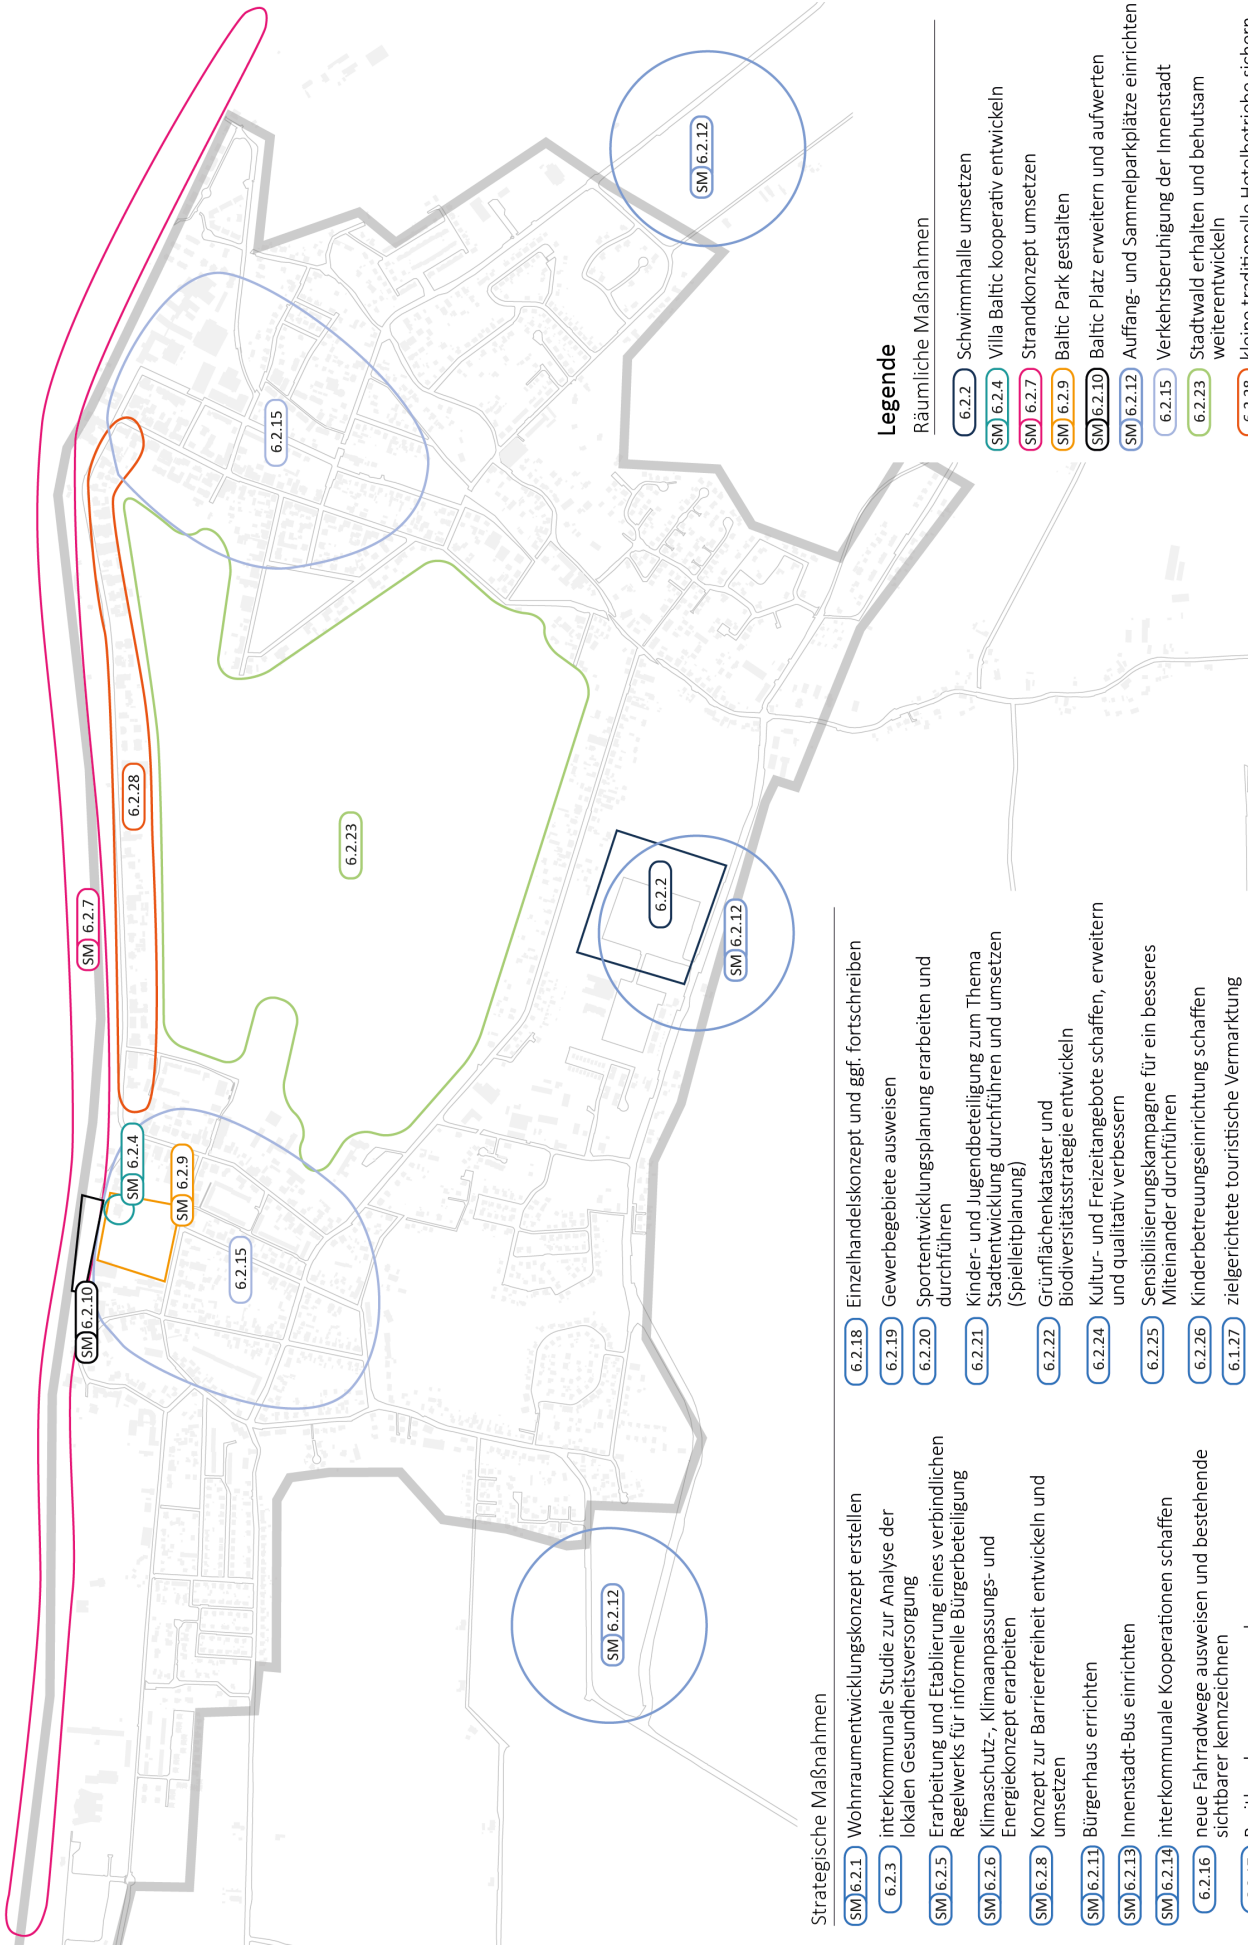 SM 6.2.7
6.2.28
6.2.15
SM 6.2.10
SM 6.2.4
SM 6.2.9
6.2.15
6.2.23
6.2.2
SM 6.2.12
SM 6.2.12
SM 6.2.12
Strategische Maßnahmen
SM 6.2.1 Wohnraumentwicklungskonzept erstellen
6.2.3 interkommunale Studie zur Analyse der
lokalen Gesundheitsversorgung
SM 6.2.5 Erarbeitung und Etablierung eines verbindlichen
Regelwerks für informelle Bürgerbeteiligung
SM 6.2.6 Klimaschutz-, Klimaanpassungs- und
Energiekonzept erarbeiten
SM 6.2.8 Konzept zur Barrierefreiheit entwickeln und
umsetzen
SM 6.2.11 Bürgerhaus errichten
SM 6.2.13 Innenstadt-Bus einrichten
SM 6.2.14 interkommunale Kooperationen schaffen
6.2.16 neue Fahrradwege ausweisen und bestehende
sichtbarer kennzeichnen
6.2.18 Einzelhandelskonzept und ggf. fortschreiben
6.2.19 Gewerbegebiete ausweisen
6.2.20 Sportentwicklungsplanung erarbeiten und
durchführen
6.2.21 Kinder- und Jugendbeteiligung zum Thema
Stadtentwicklung durchführen und umsetzen
(Spielleitplanung)
6.2.22 Grünflächenkataster und
Biodiversitätsstrategie entwickeln
6.2.24 Kultur- und Freizeitangebote schaffen, erweitern
und qualitativ verbessern
6.2.25 Sensibilisierungskampagne für ein besseres
Miteinander durchführen
6.2.26 Kinderbetreuungseinrichtung schaffen
6.1.27 zielgerichtete touristische Vermarktung
Legende
Räumliche Maßnahmen
6.2.2 Schwimmhalle umsetzen
SM 6.2.4 Villa Baltic kooperativ entwickeln
SM 6.2.7 Strandkonzept umsetzen
SM 6.2.9 Baltic Park gestalten
SM 6.2.10 Baltic Platz erweitern und aufwerten
SM 6.2.12 Auffang- und Sammelparkplätze einrichten
6.2.15 Verkehrsberuhigung der Innenstadt
6.2.23 Stadtwald erhalten und behutsam
weiterentwickeln
6.2.28 kleine traditionelle Hotelbetriebe sichern